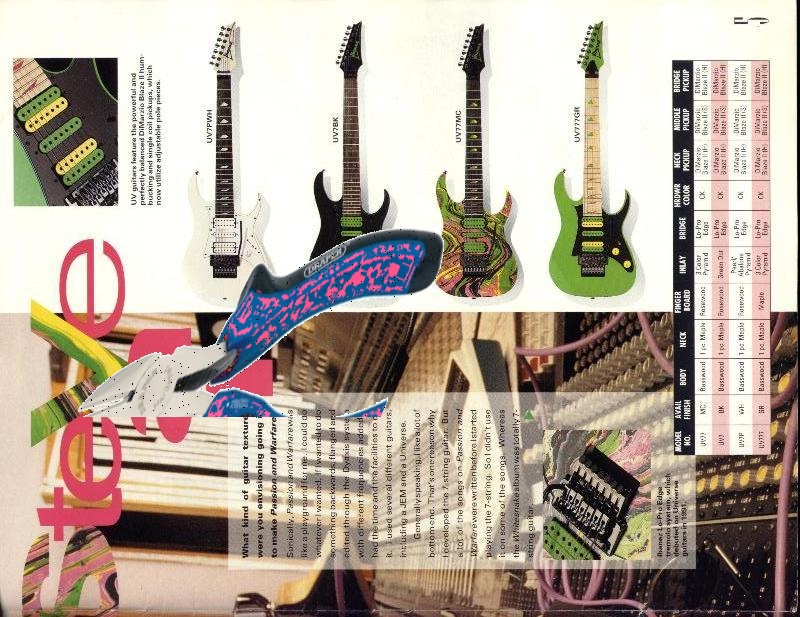 steve
UV guitars feature the powerful and
perfectly balanced DiMarzio Blaze II hum-
bucking and single coil pickups, which
now utilize adjustable pole pieces.
UV7PWH
UV7BK
UV77MC
UV777GR
DRAPER
What kind of guitar texture
were you envisioning going
to make Passion and Warfare
Sonically, Passion and Warfare was
like a playground for me. I could do
whatever I wanted. If I wanted to do
something backwards, flanged and
edited through the
with different frequencies added
had the time and the facilities to
it. I used several different guitars,
including a JEM and a Universe.
Generally speaking, I like a lot of
bottom end. That's one reason why
I developed the 7-string guitar. But
a lot of the songs on Passion and
Warfare were written before I started
playing the 7-string. So I didn't use
it on some of the songs. Whereas
the Whitesnake album was totally 7-
string guitar.
Ibanez Lo-Pro Edge
tremolo system, which
debuted on Universe
guitars in 1991.
MODEL NO. AVAIL FINISH BODY NECK FINGER BOARD INLAY BRIDGE HRDWR COLOR NECK PICKUP MIDDLE PICKUP BRIDGE PICKUP
UV77 MC Basswood 1 pc. Maple Rosewood 3 Color Pyramid Lo-Pro Edge CK DiMarzio Blaze II (H) DiMarzio Blaze II (S) DiMarzio Blaze II (H)
UV7 BK Basswood 1 pc. Maple Rosewood Green Dot Lo-Pro Edge CK DiMarzio Blaze II (H) DiMarzio Blaze II (S) DiMarzio Blaze II (H)
UV7P WH Basswood 1 pc. Maple Rosewood Pearl/ Abalone Pyramid Lo-Pro Edge CK DiMarzio Blaze II (H) DiMarzio Blaze II (S) DiMarzio Blaze II (H)
UV777 GR Basswood 1 pc. Maple Maple 3 Color Pyramid Lo-Pro Edge CK DiMarzio Blaze II (H) DiMarzio Blaze II (S) DiMarzio Blaze II (H)
5